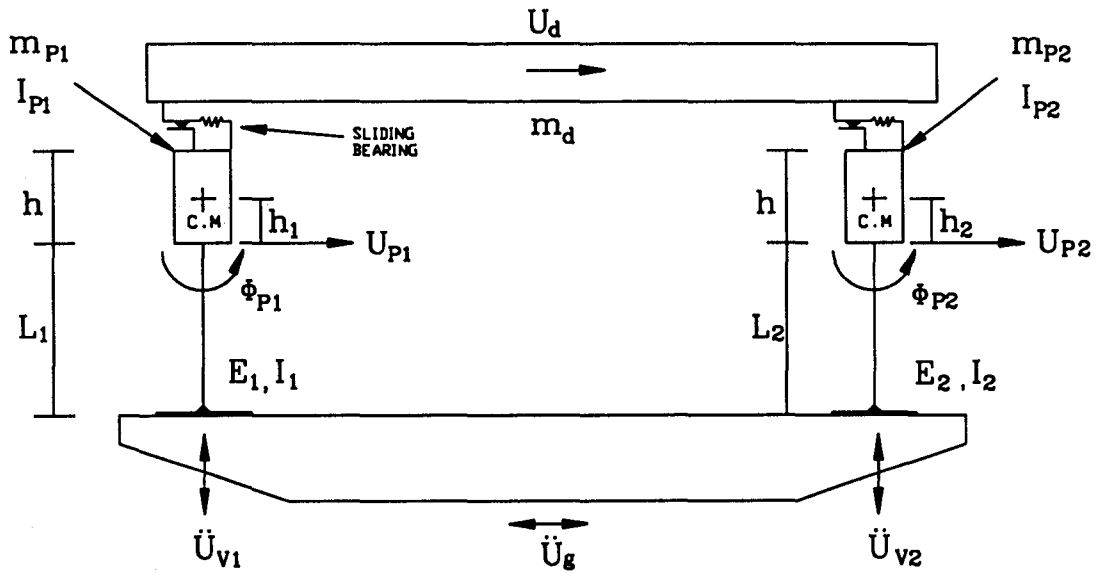 U_d
m_P1
I_P1
m_P2
I_P2
SLIDING
BEARING
m_d
h
C.M
h_1
U_P1
Φ_P1
h
C.M
h_2
U_P2
Φ_P2
L_1
L_2
E_1, I_1
E_2 , I_2
Ü_V1
Ü_g
Ü_V2